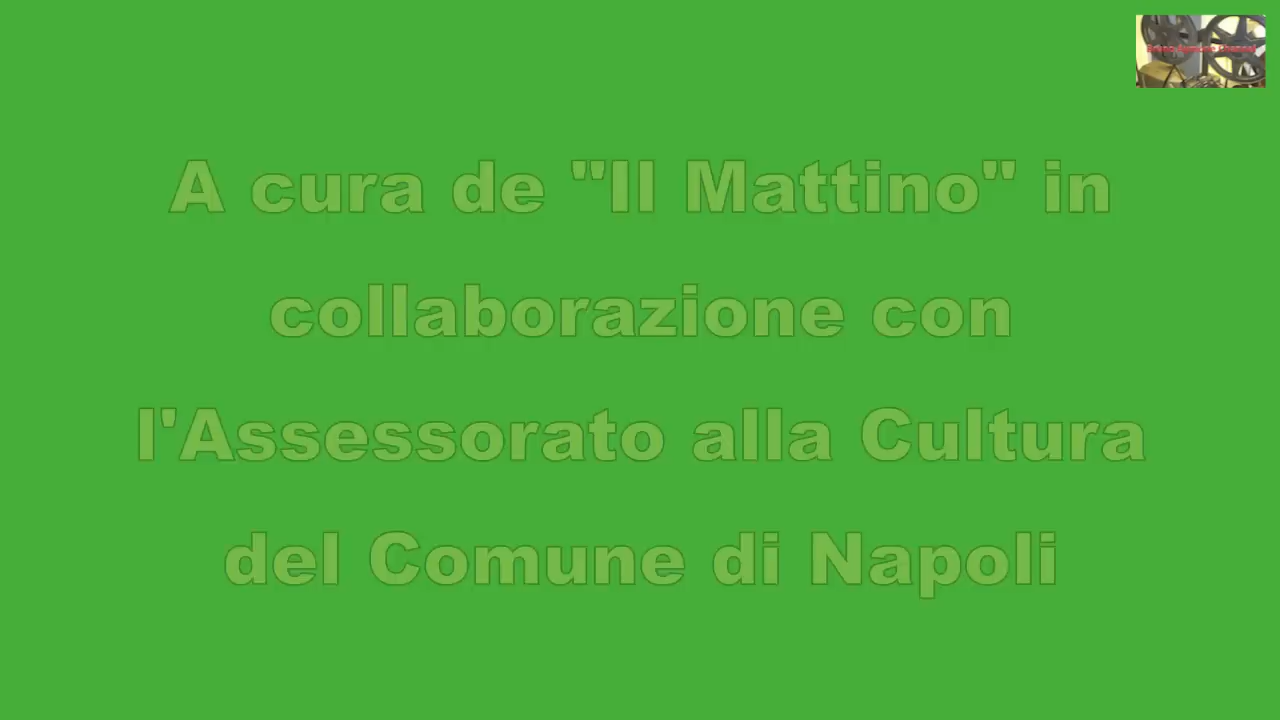 A cura de "Il Mattino" in
collaborazione con
l'Assessorato alla Cultura
del Comune di Napoli